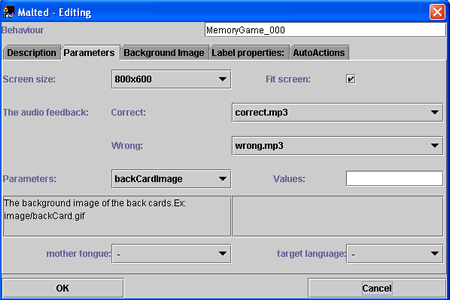 Malted - Editing
Behaviour MemoryGame_000
Description Parameters Background Image Label properties: AutoActions
Screen size: 800x600 Fit screen:
The audio feedback: Correct: correct.mp3
Wrong: wrong.mp3
Parameters: backCardImage Values:
The background image of the back cards.Ex:
image/backCard.gif
mother tongue: - target language: -
OK Cancel